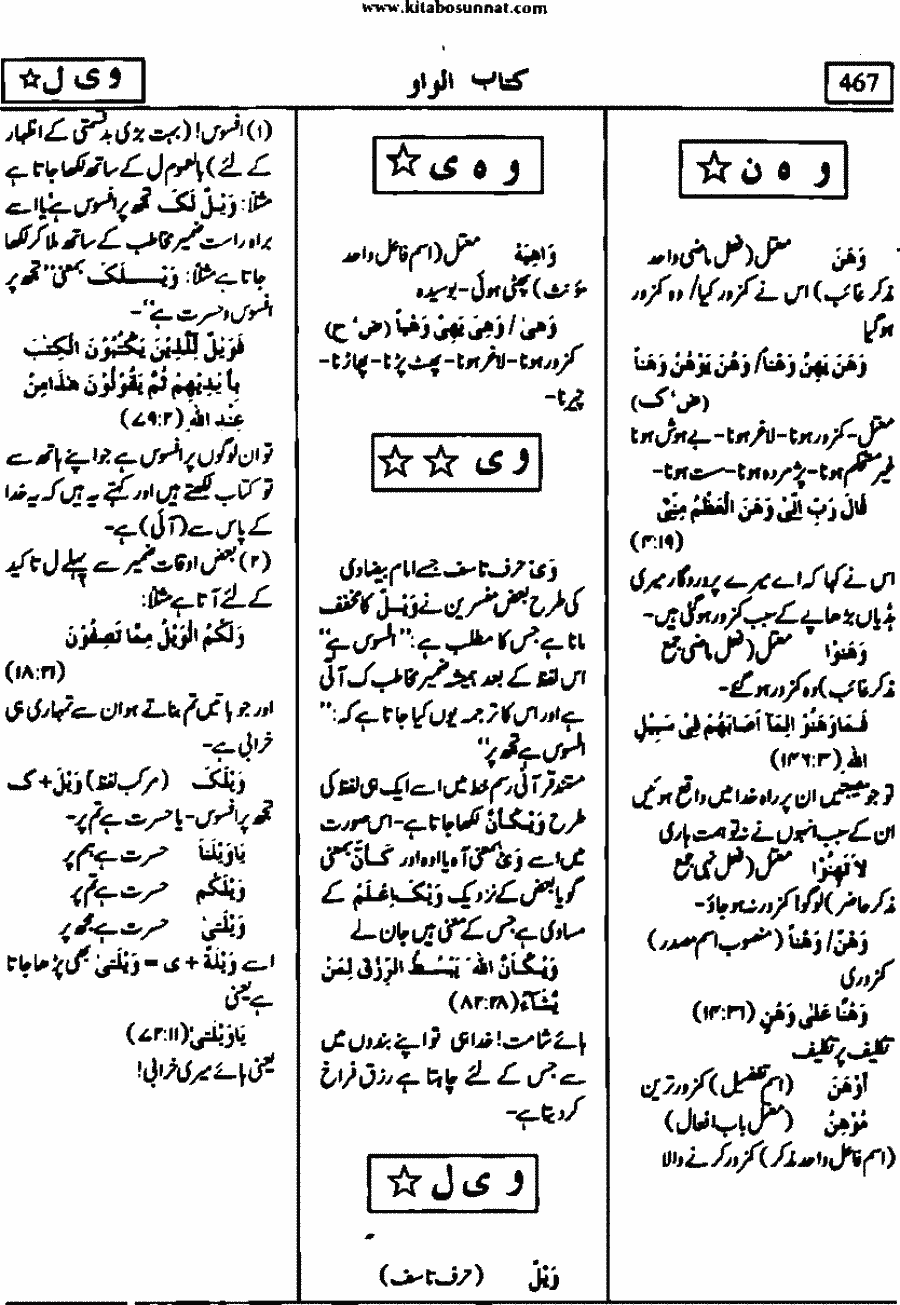 www.kitabosunnat.com
467
کتاب الواو
و ی ل ☆
و ہ ن ☆
وَهَنَ معتل (فعل ماضی واحد
مذکر غائب) اس نے کمزور کیا/ وہ کمزور
ہوگیا
وَهَنَ يَهِنُ وَهْناً/ وَهُنَ يَوْهُنُ وَهْناً
(ض ٗ ک)
معتل- کمزور ہونا- لاغر ہونا- بے ہوش ہونا
غیر مستحکم ہونا- پژمردہ ہونا- سست ہونا-
قَالَ رَبِّ اِنِّىْ وَهَنَ الْعَظْمُ مِنِّىْ
(۴:۱۹)
اس نے کہا کہ اے میرے پروردگار میری
ہڈیاں بڑھاپے کے سبب کمزور ہوگئی ہیں-
وَهَنُوْا معتل (فعل ماضی جمع
مذکر غائب) وہ کمزور ہوگئے-
فَمَا وَهَنُوْ الِمَآ اَصَابَهُمْ فِىْ سَبِيْلِ
اللهِ (۱۴۶:۳)
تو جو مصیبتیں ان پر راہ خدا میں واقع ہوئیں
ان کے سبب انہوں نے نہ تو ہمت ہاری
لاَ تَهِنُوْا معتل (فعل نہی جمع
مذکر حاضر) لوگو! کمزور نہ ہو جاؤ-
وَهْنٌ/ وَهْناً (منصوب اسم مصدر)
کمزوری
وَهْنًا عَلٰى وَهْنٍ (۱۴:۳۱)
تکلیف پر تکلیف
اَوْهَنَ (اسم تفضیل) کمزور ترین
مُوْهِنُ (معتل باب افعال)
(اسم فاعل واحد مذکر) کمزور کرنے والا
و ہ ی ☆
وَاهِيَةٌ معتل (اسم فاعل واحد
مؤنث) پھٹی ہوئی- بوسیدہ
وَهىٰ/ وَهِىَ يَهِىْ وَهْياً (ض ٗ ح)
کمزور ہونا- لاغر ہونا- پھٹ پڑنا- پھاڑنا-
چیرنا-
و ی ☆ ☆
وَىْ حرف تاسف جسے امام بیضاوی
کی طرح بعض مفسرین نے وَيْلٌ کا مخفف
مانا ہے جس کا مطلب ہے: "افسوس ہے"
اس لفظ کے بعد ہمیشہ ضمیر مخاطب ک آئی
ہے اور اس کا ترجمہ یوں کیا جاتا ہے کہ: "
افسوس ہے تجھ پر"
مستند قرآنی رسم خط میں اسے ایک ہی لفظ کی
طرح وَيْكَاَنَّ لکھا جاتا ہے- اس صورت
میں اسے وَىْ بمعنی آہ یا اوہ اور كَاَنَّ بمعنی
گویا بعض کے نزدیک وَيْكَ اِعْلَمْ کے
مساوی ہے جس کے معنی ہیں جان لے
وَيْكَاَنَّ اللهَ يَبْسُطُ الرِّزْقَ لِمَنْ
يَّشَآءُ (۸۲:۲۸)
ہائے شامت! خدا ہی تو اپنے بندوں میں
سے جس کے لئے چاہتا ہے رزق فراخ
کر دیتا ہے-
و ی ل ☆
وَيْلٌ (حرف تاسف)
(۱) افسوس! (بہت بڑی بدقسمتی کے اظہار
کے لئے) بالعموم ل کے ساتھ لکھا جاتا ہے
مثلاً: وَيْلٌ لَكَ تجھ پر افسوس ہے یا اسے
براہ راست ضمیر مخاطب کے ساتھ ملا کر لکھا
جاتا ہے مثلاً: وَيْلَكَ بمعنی "تجھ پر
افسوس و حسرت ہے"-
فَوَيْلٌ لِّلَّذِيْنَ يَكْتُبُوْنَ الْكِتٰبَ
بِاَيْدِيْهِمْ ثُمَّ يَقُوْلُوْنَ هٰذَا مِنْ
عِنْدِ اللهِ (۷۹:۲)
تو ان لوگوں پر افسوس ہے جو اپنے ہاتھ سے
تو کتاب لکھتے ہیں اور کہتے یہ ہیں کہ یہ خدا
کے پاس سے (آئی) ہے-
(۲) بعض اوقات ضمیر سے پہلے ل تاکید
کے لئے آتا ہے مثلاً:
وَلَكُمُ الْوَيْلُ مِمَّا تَصِفُوْنَ
(۱۸:۲۱)
اور جو باتیں تم بناتے ہو ان سے تمہاری ہی
خرابی ہے-
وَيْلَكَ (مرکب لفظ) وَيْلَ + ک
تجھ پر افسوس- یا حسرت ہے تم پر-
يَاوَيْلَنَا حسرت ہے ہم پر
وَيْلَكُم حسرت ہے تم پر
وَيْلَتىٰ حسرت ہے مجھ پر
اسے وَيْلَةٌ + ی = وَيْلَتىٰ بھی پڑھا جاتا
ہے یعنی
يَاوَيْلَتىٰ (۷۲:۱۱)
یعنی ہائے میری خرابی!